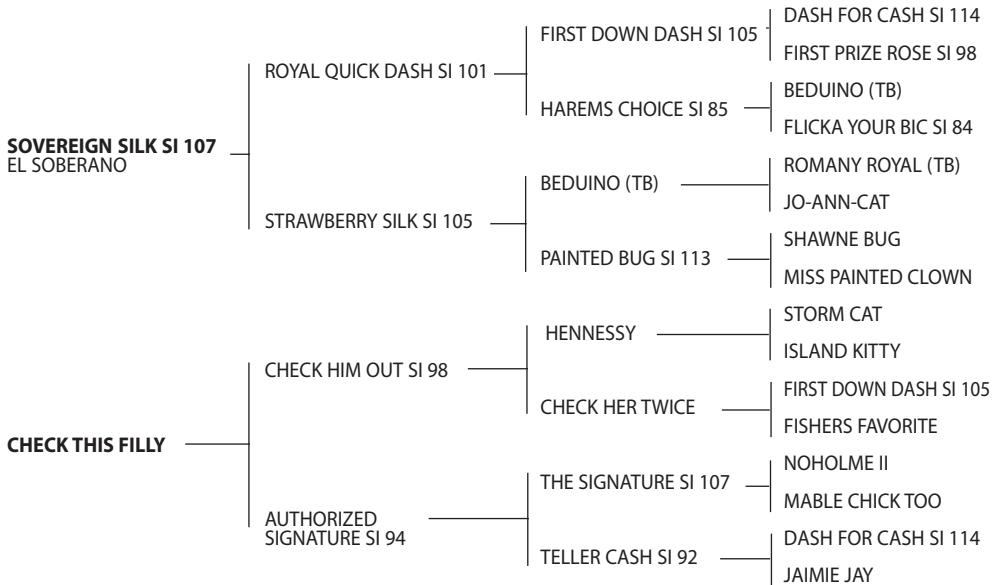 DASH FOR CASH SI 114
FIRST DOWN DASH SI 105
FIRST PRIZE ROSE SI 98
ROYAL QUICK DASH SI 101
BEDUINO (TB)
HAREMS CHOICE SI 85
FLICKA YOUR BIC SI 84
SOVEREIGN SILK SI 107
EL SOBERANO
ROMANY ROYAL (TB)
BEDUINO (TB)
JO-ANN-CAT
STRAWBERRY SILK SI 105
SHAWNE BUG
PAINTED BUG SI 113
MISS PAINTED CLOWN
STORM CAT
HENNESSY
ISLAND KITTY
CHECK HIM OUT SI 98
FIRST DOWN DASH SI 105
CHECK HER TWICE
FISHERS FAVORITE
CHECK THIS FILLY
NOHOLME II
THE SIGNATURE SI 107
MABLE CHICK TOO
AUTHORIZED
SIGNATURE SI 94
DASH FOR CASH SI 114
TELLER CASH SI 92
JAIMIE JAY